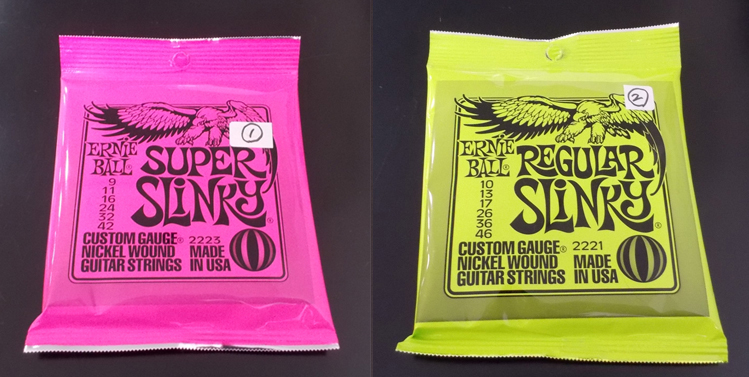 ①
ERNIE
BALL®
SUPER
SLINKY®
9
11
16
24
32
42
CUSTOM GAUGE® 2223
NICKEL WOUND MADE
GUITAR STRINGS IN USA
②
ERNIE
BALL®
REGULAR
SLINKY®
10
13
17
26
36
46
CUSTOM GAUGE® 2221
NICKEL WOUND MADE
GUITAR STRINGS IN USA